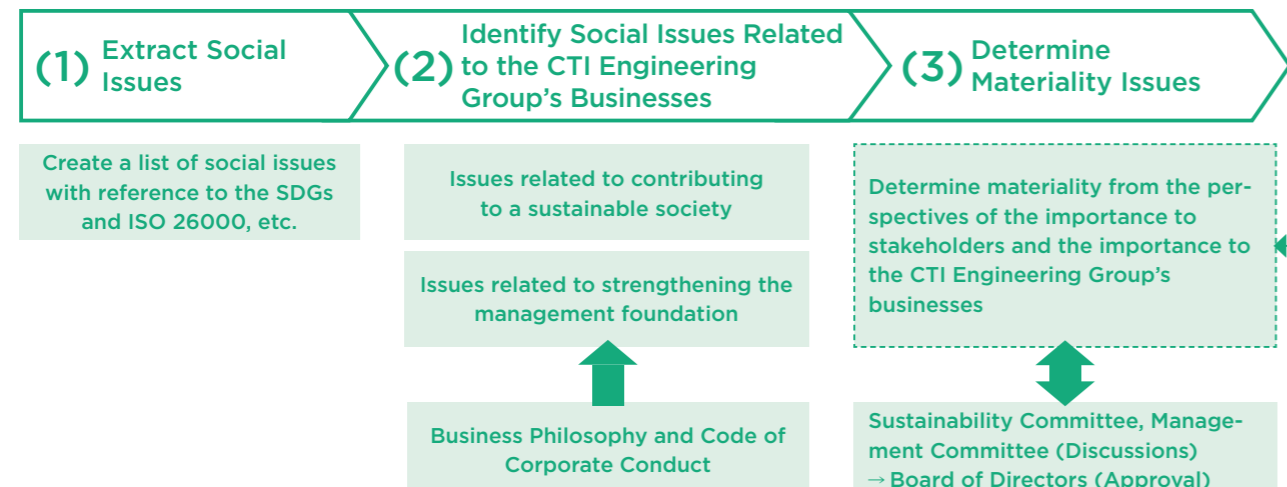 (1) Extract Social
Issues
(2) Identify Social Issues Related
to the CTI Engineering
Group's Businesses
(3) Determine
Materiality Issues
Create a list of social issues
with reference to the SDGs
and ISO 26000, etc.
Issues related to contributing
to a sustainable society
Issues related to strengthening the
management foundation
Business Philosophy and Code of
Corporate Conduct
Determine materiality from the per-
spectives of the importance to
stakeholders and the importance to
the CTI Engineering Group's
businesses
Sustainability Committee, Manage-
ment Committee (Discussions)
→ Board of Directors (Approval)